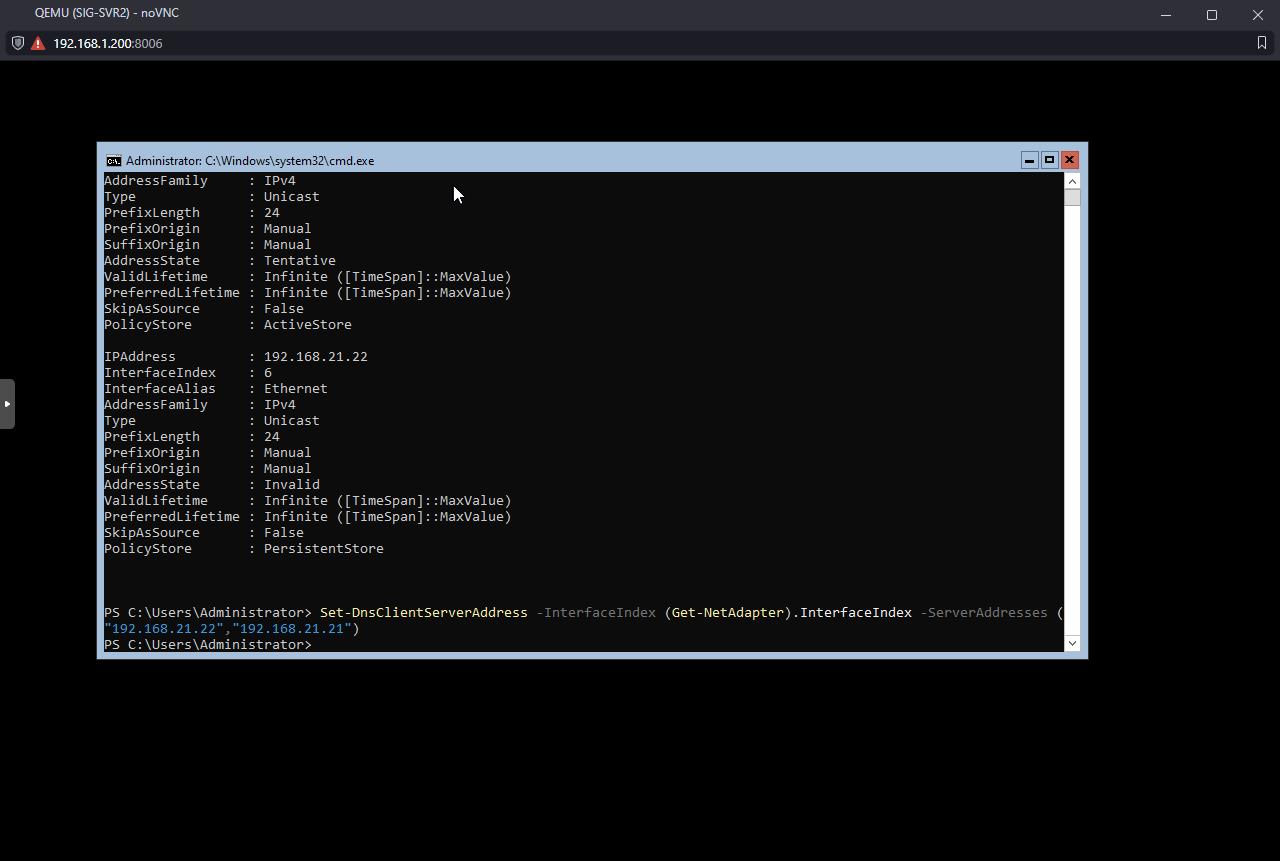 QEMU (SIG-SVR2) - noVNC
192.168.1.200:8006
Administrator: C:\Windows\system32\cmd.exe
AddressFamily     : IPv4
Type              : Unicast
PrefixLength      : 24
PrefixOrigin      : Manual
SuffixOrigin      : Manual
AddressState      : Tentative
ValidLifetime     : Infinite ([TimeSpan]::MaxValue)
PreferredLifetime : Infinite ([TimeSpan]::MaxValue)
SkipAsSource      : False
PolicyStore       : ActiveStore
IPAddress         : 192.168.21.22
InterfaceIndex    : 6
InterfaceAlias    : Ethernet
AddressFamily     : IPv4
Type              : Unicast
PrefixLength      : 24
PrefixOrigin      : Manual
SuffixOrigin      : Manual
AddressState      : Invalid
ValidLifetime     : Infinite ([TimeSpan]::MaxValue)
PreferredLifetime : Infinite ([TimeSpan]::MaxValue)
SkipAsSource      : False
PolicyStore       : PersistentStore
PS C:\Users\Administrator> Set-DnsClientServerAddress -InterfaceIndex (Get-NetAdapter).InterfaceIndex -ServerAddresses (
"192.168.21.22","192.168.21.21")
PS C:\Users\Administrator>